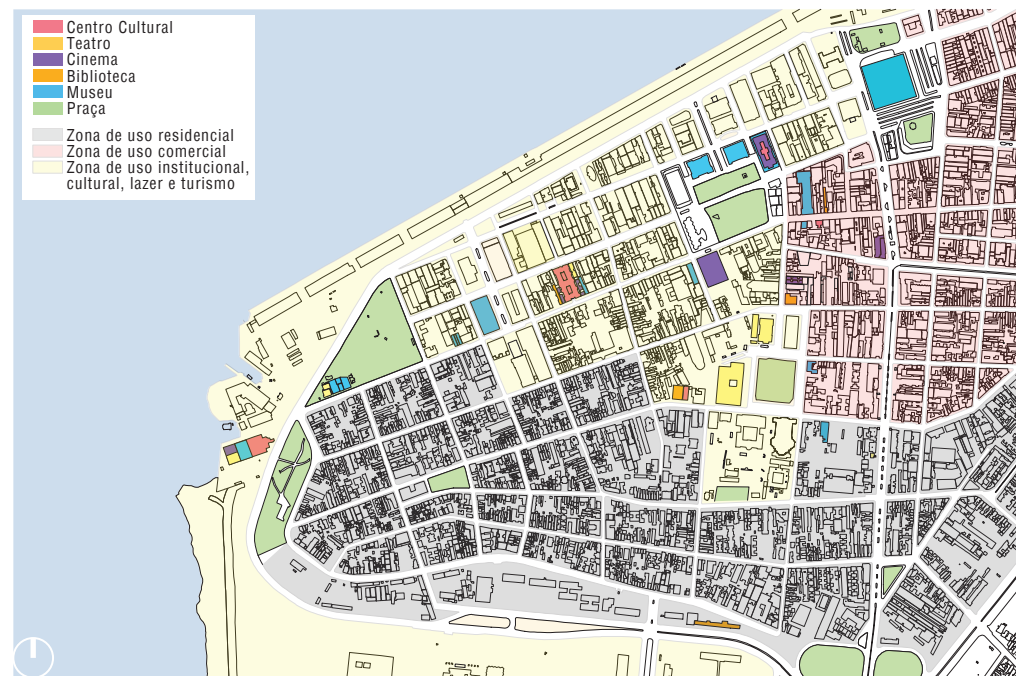 Centro Cultural
Teatro
Cinema
Biblioteca
Museu
Praça
Zona de uso residencial
Zona de uso comercial
Zona de uso institucional,
cultural, lazer e turismo